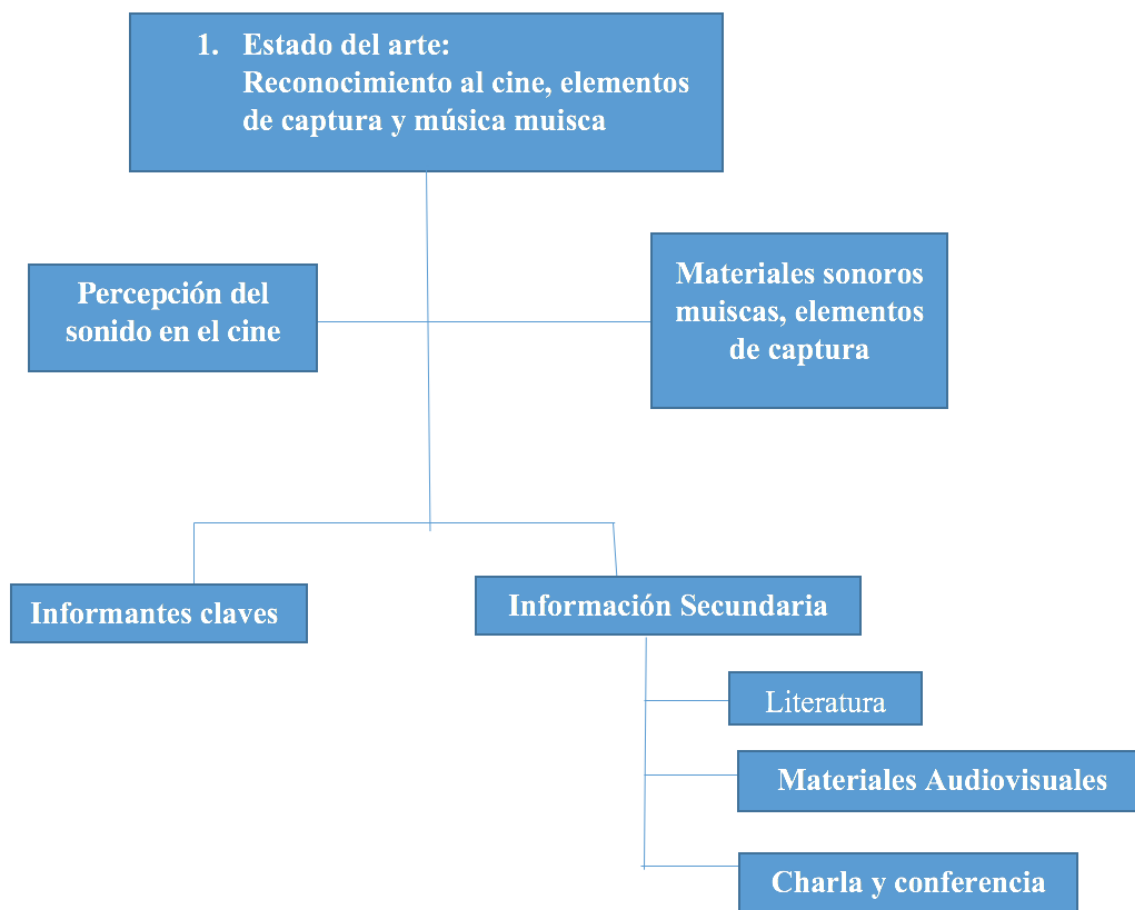 1. Estado del arte:
Reconocimiento al cine, elementos
de captura y música muisca
Percepción del
sonido en el cine
Materiales sonoros
muiscas, elementos
de captura
Informantes claves
Información Secundaria
Literatura
Materiales Audiovisuales
Charla y conferencia